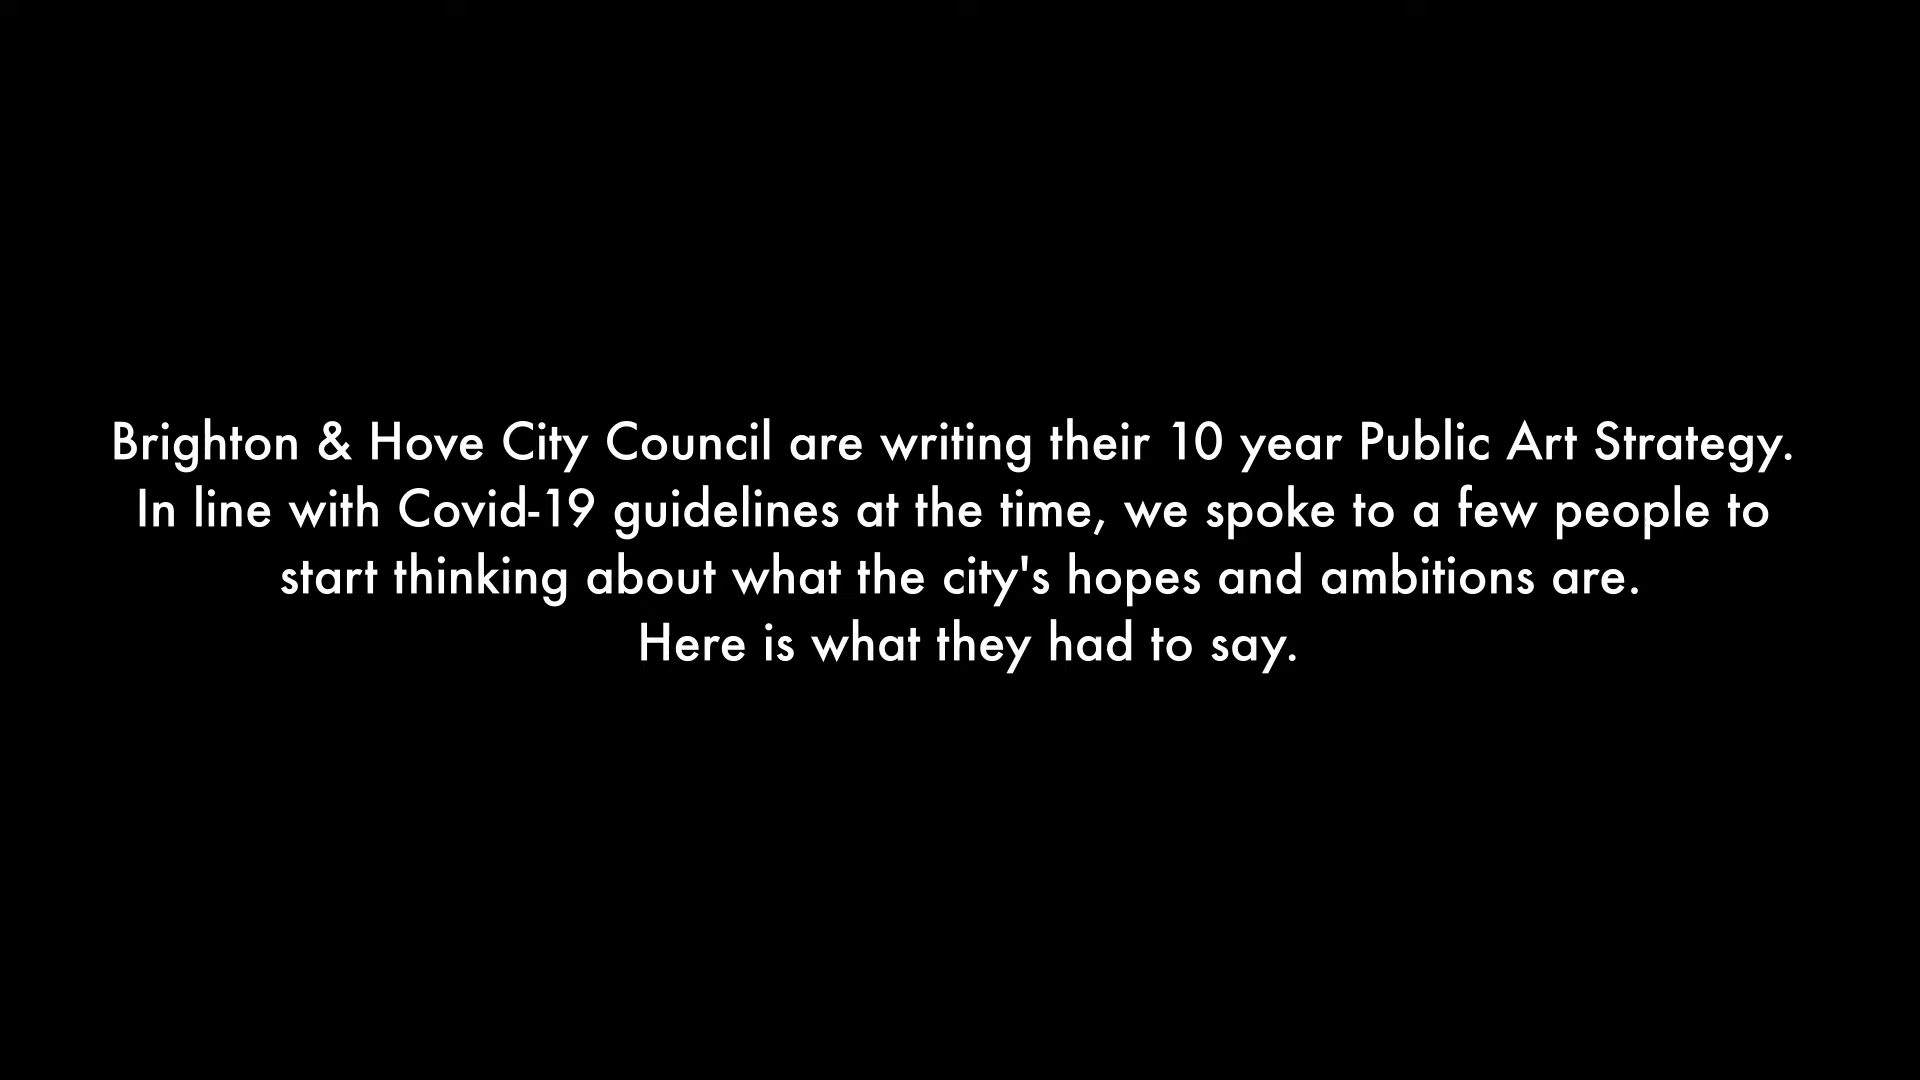 Brighton & Hove City Council are writing their 10 year Public Art Strategy.
In line with Covid-19 guidelines at the time, we spoke to a few people to
start thinking about what the city's hopes and ambitions are.
Here is what they had to say.